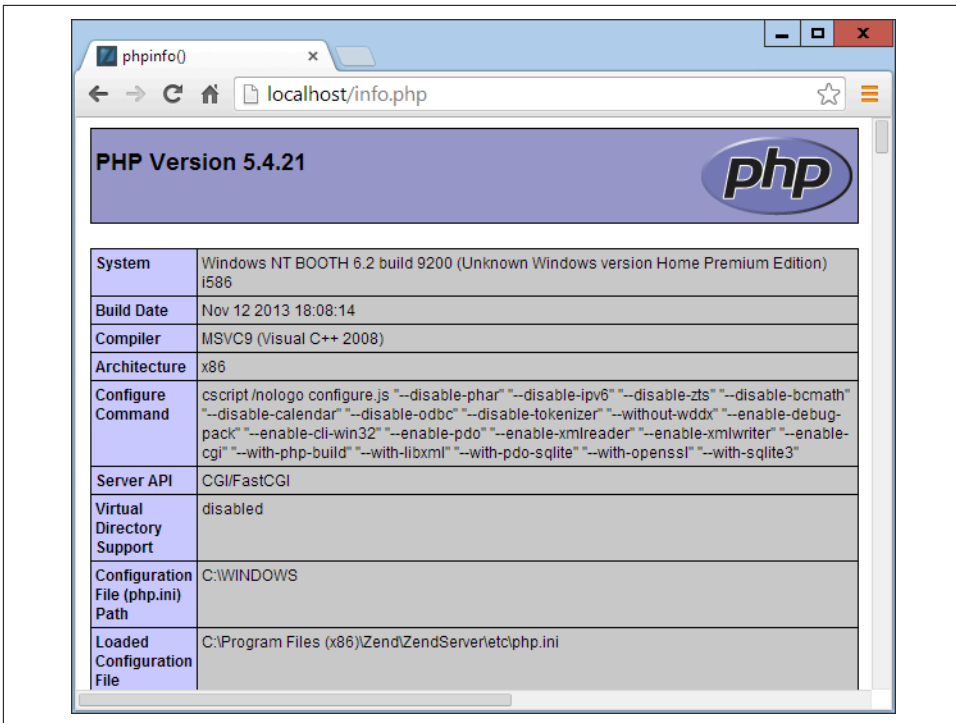 phpinfo()
localhost/info.php
PHP Version 5.4.21
php
System
Windows NT BOOTH 6.2 build 9200 (Unknown Windows version Home Premium Edition)
i586
Build Date
Nov 12 2013 18:08:14
Compiler
MSVC9 (Visual C++ 2008)
Architecture
x86
Configure
Command
cscript /nologo configure.js "--disable-phar" "--disable-ipv6" "--disable-zts" "--disable-bcmath"
"--disable-calendar" "--disable-odbc" "--disable-tokenizer" "--without-wddx" "--enable-debug-
pack" "--enable-cli-win32" "--enable-pdo" "--enable-xmlreader" "--enable-xmlwriter" "--enable-
cgi" "--with-php-build" "--with-libxml" "--with-pdo-sqlite" "--with-openssl" "--with-sqlite3"
Server API
CGI/FastCGI
Virtual
Directory
Support
disabled
Configuration
File (php.ini)
Path
C:\WINDOWS
Loaded
Configuration
File
C:\Program Files (x86)\Zend\ZendServer\etc\php.ini